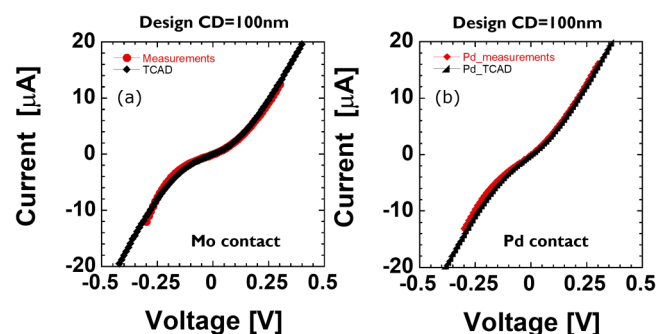 Design CD=100nm
Measurements
TCAD
(a)
Mo contact
Current [μA]
20
10
0
-10
-20
-0.5
-0.25
0
0.25
0.5
Voltage [V]
Design CD=100nm
Pd_measurements
Pd_TCAD
(b)
Pd contact
Current [μA]
20
10
0
-10
-20
-0.5
-0.25
0
0.25
0.5
Voltage [V]